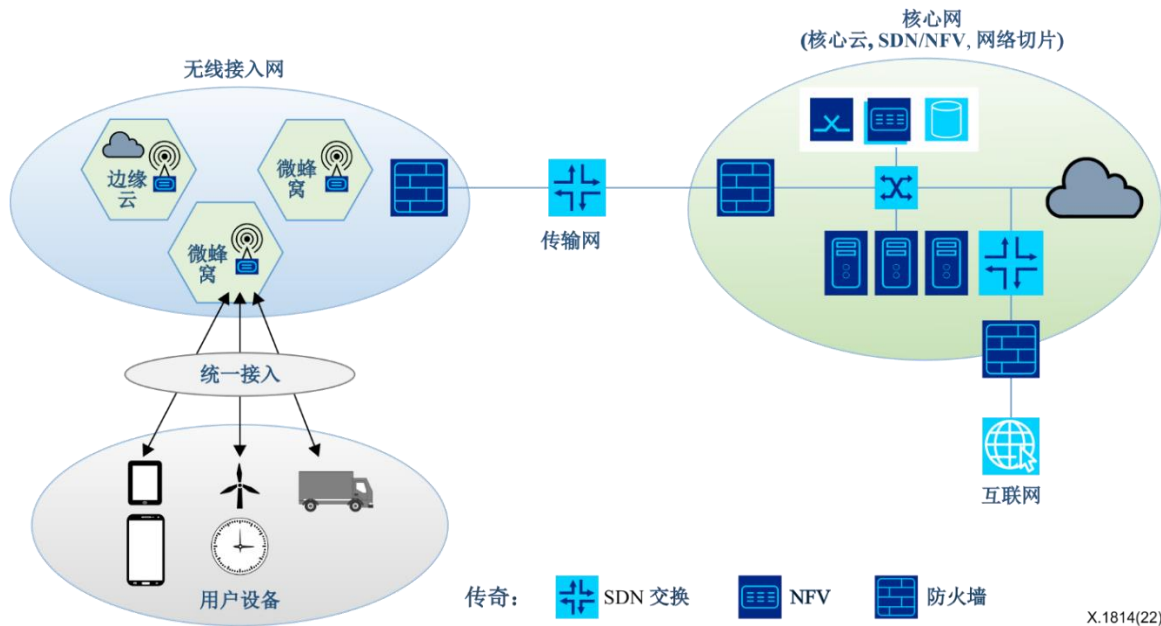 核心网
(核心云, SDN/NFV, 网络切片)
无线接入网
边缘
云
微蜂
窝
微蜂
窝
传输网
统一接入
互联网
用户设备
传奇：
SDN 交换
NFV
防火墙
X.1814(22)